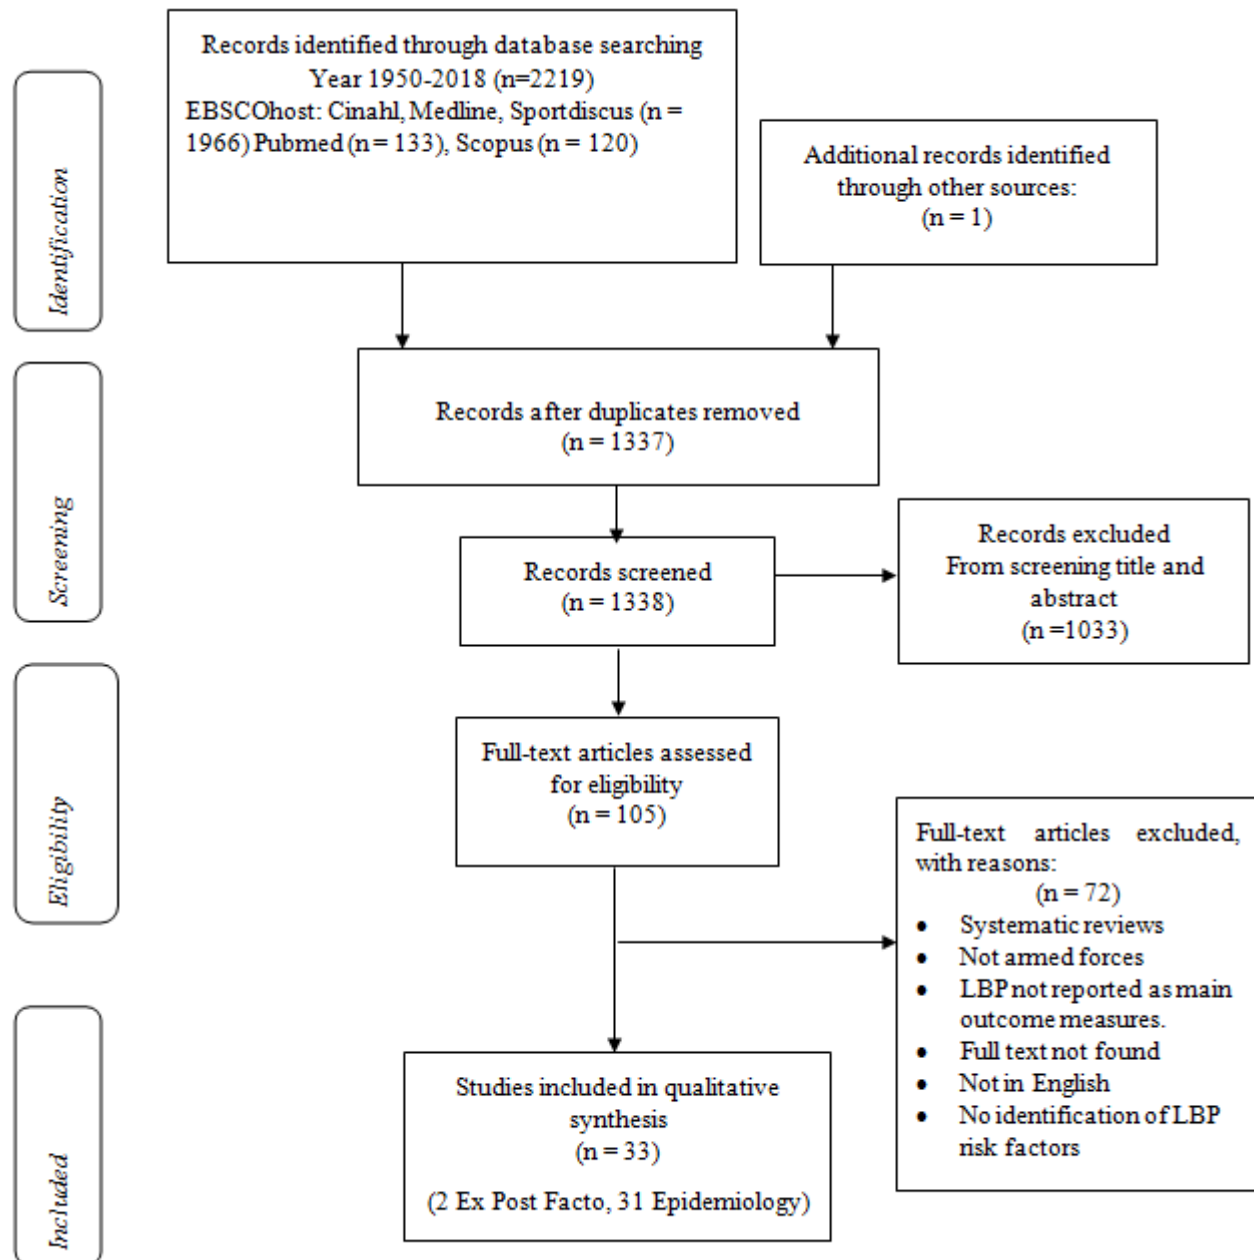 Records identified through database searching
Year 1950-2018 (n=2219)
EBSCOhost: Cinahl, Medline, Sportdiscus (n =
1966) Pubmed (n = 133), Scopus (n = 120)
Additional records identified
through other sources:
(n = 1)
Identification
Records after duplicates removed
(n = 1337)
Screening
Records screened
(n = 1338)
Records excluded
From screening title and
abstract
(n =1033)
Eligibility
Full-text articles assessed
for eligibility
(n = 105)
Full-text articles excluded,
with reasons:
(n = 72)
• Systematic reviews
• Not armed forces
• LBP not reported as main
outcome measures.
• Full text not found
• Not in English
• No identification of LBP
risk factors
Included
Studies included in qualitative
synthesis
(n = 33)
(2 Ex Post Facto, 31 Epidemiology)